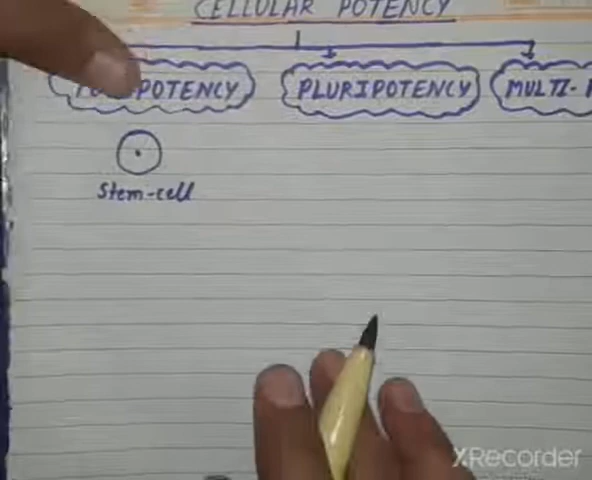 CELLULAR POTENCY
POTENCY PLURIPOTENCY MULTI-
Stem-cell
XRecorder